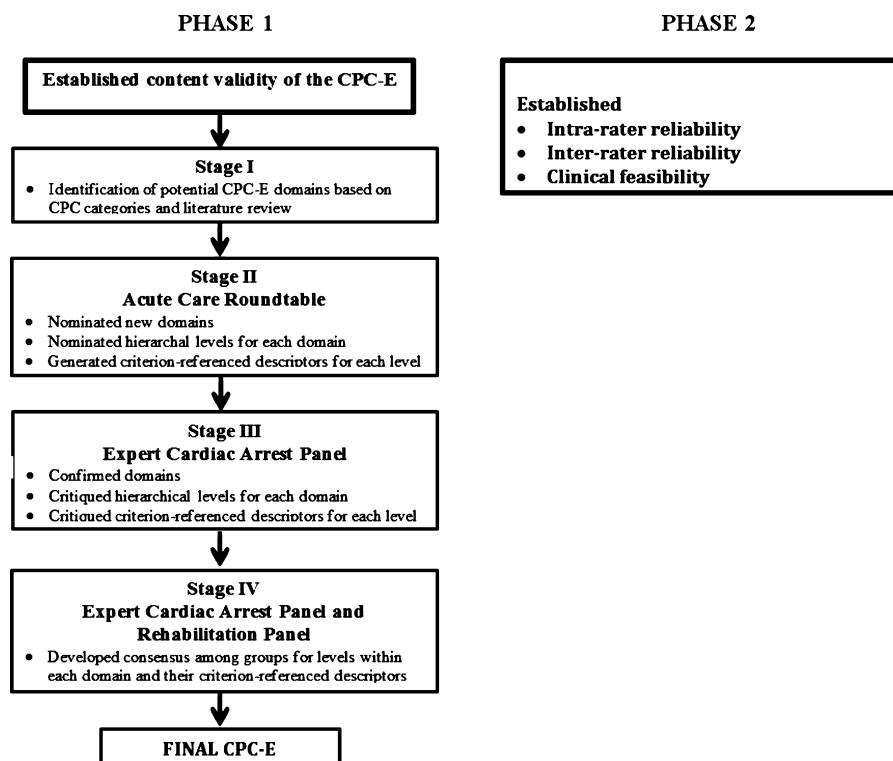 PHASE 1
Established content validity of the CPC-E
Stage I
• Identification of potential CPC-E domains based on
CPC categories and literature review
Stage II
Acute Care Roundtable
• Nominated new domains
• Nominated hierarchal levels for each domain
• Generated criterion-referenced descriptors for each level
Stage III
Expert Cardiac Arrest Panel
• Confirmed domains
• Critiqued hierarchical levels for each domain
• Critiqued criterion-referenced descriptors for each level
Stage IV
Expert Cardiac Arrest Panel and
Rehabilitation Panel
• Developed consensus among groups for levels within
each domain and their criterion-referenced descriptors
FINAL CPC-E
PHASE 2
Established
• Intra-rater reliability
• Inter-rater reliability
• Clinical feasibility